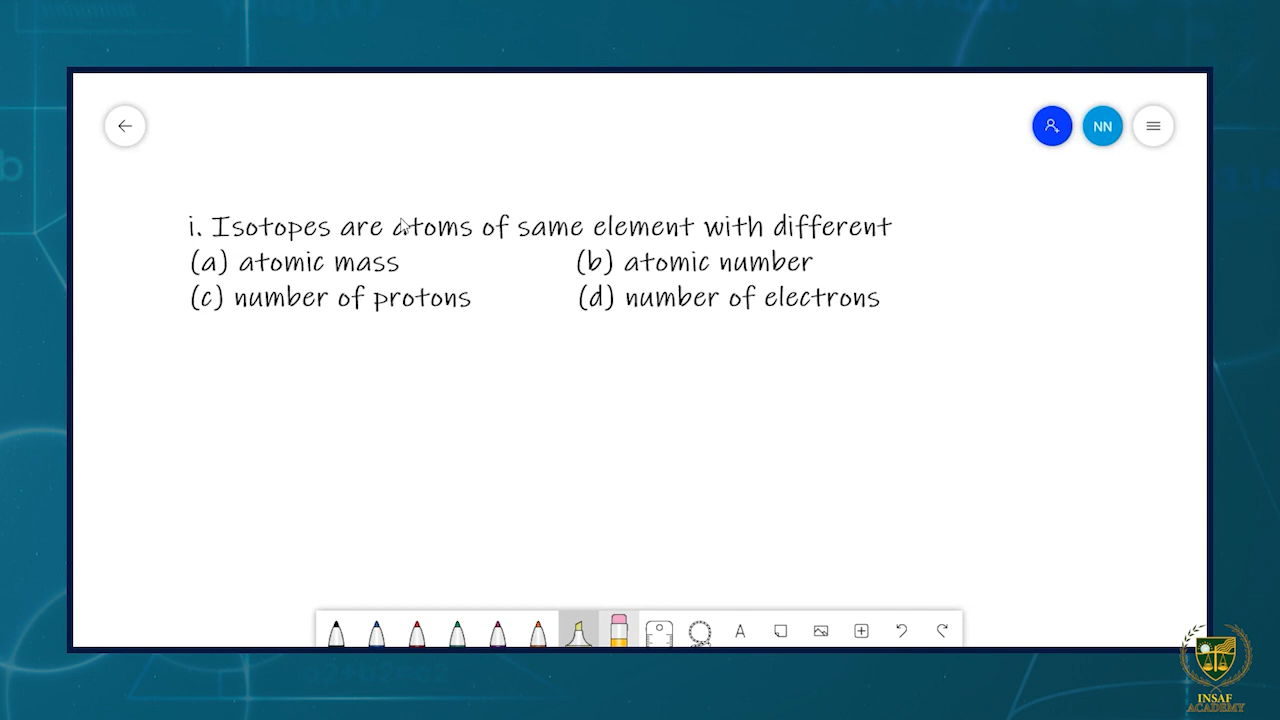 NN
i. Isotopes are atoms of same element with different
(a) atomic mass (b) atomic number
(c) number of protons (d) number of electrons
A
INSAF
ACADEMY